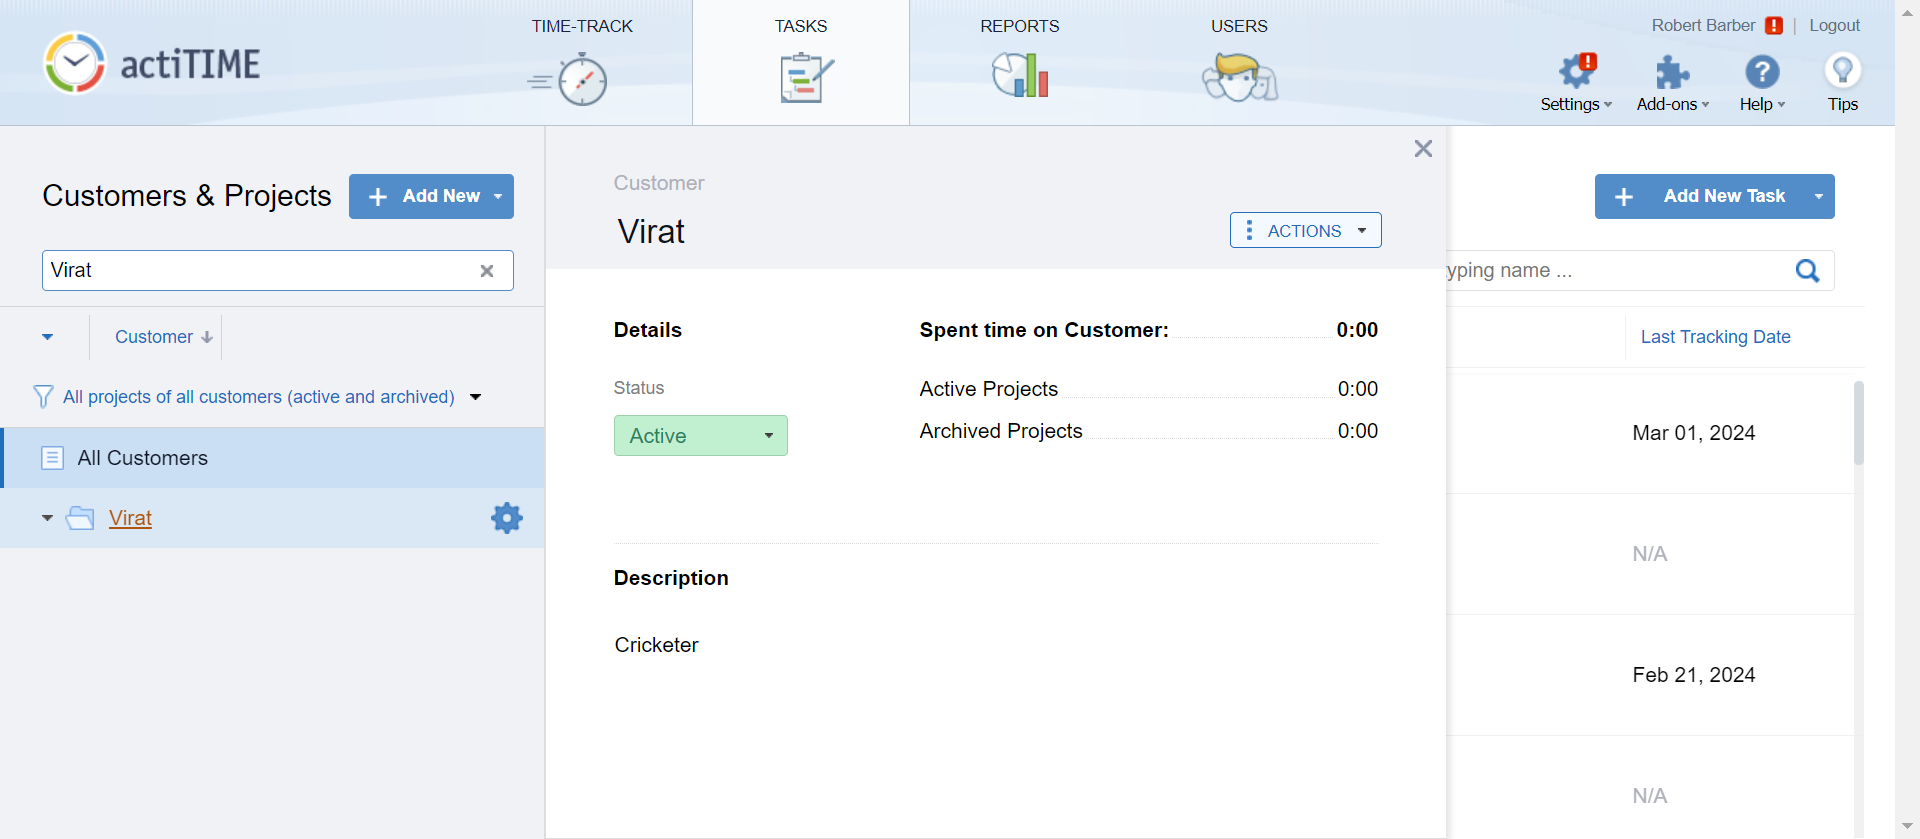 TIME-TRACK
TASKS
REPORTS
USERS
Robert Barber
Logout
actiTIME
Settings
Add-ons
Help
Tips
Customers & Projects
Add New
Virat
Customer
All projects of all customers (active and archived)
All Customers
Virat
Customer
Virat
ACTIONS
Details
Status
Active
Spent time on Customer: 0:00
Active Projects 0:00
Archived Projects 0:00
Description
Cricketer
Add New Task
typing name ...
Last Tracking Date
Mar 01, 2024
N/A
Feb 21, 2024
N/A